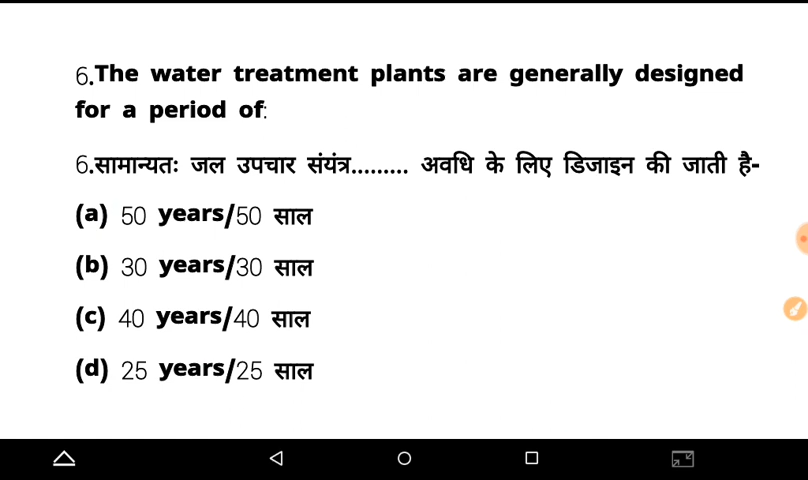 6.The water treatment plants are generally designed
for a period of:
6.सामान्यतः जल उपचार संयंत्र......... अवधि के लिए डिजाइन की जाती है-
(a) 50 years/50 साल
(b) 30 years/30 साल
(c) 40 years/40 साल
(d) 25 years/25 साल